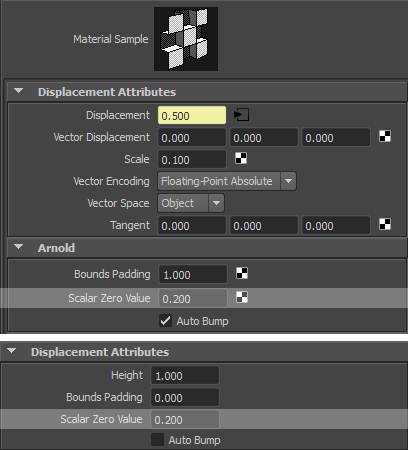 Material Sample
Displacement Attributes
Displacement 0.500
Vector Displacement 0.000 0.000 0.000
Scale 0.100
Vector Encoding Floating-Point Absolute
Vector Space Object
Tangent 0.000 0.000 0.000
Arnold
Bounds Padding 1.000
Scalar Zero Value 0.200
Auto Bump
Displacement Attributes
Height 1.000
Bounds Padding 0.000
Scalar Zero Value 0.200
Auto Bump